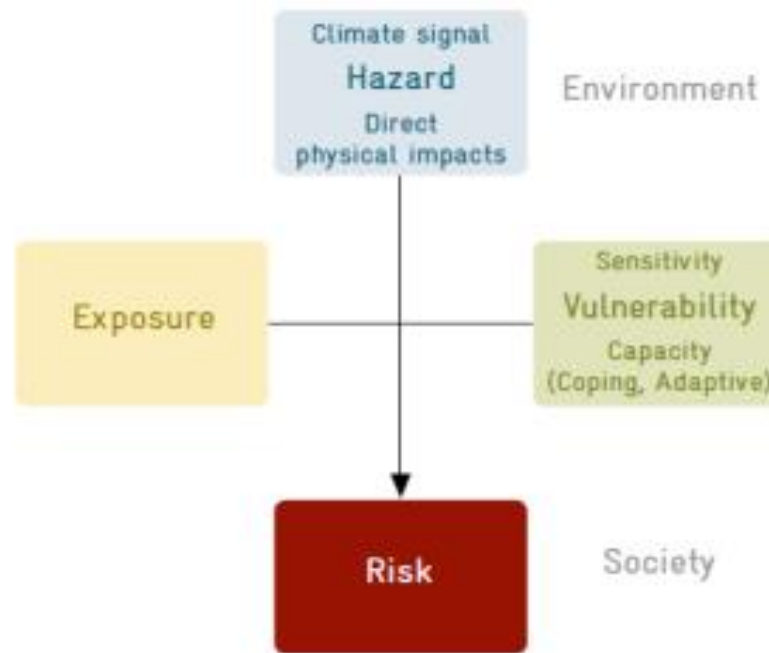 Climate signal
Hazard
Direct
physical impacts
Environment
Exposure
Sensitivity
Vulnerability
Capacity
(Coping, Adaptive)
Risk
Society